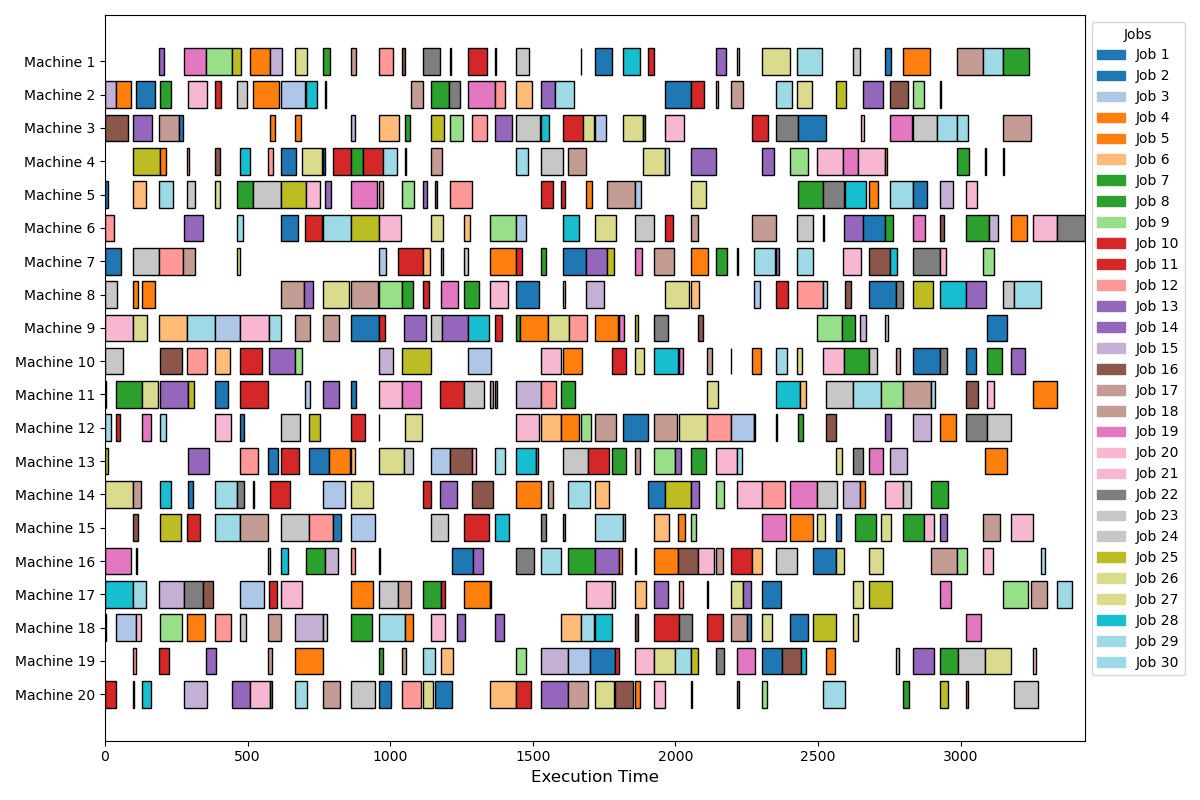 Machine 1
Machine 2
Machine 3
Machine 4
Machine 5
Machine 6
Machine 7
Machine 8
Machine 9
Machine 10
Machine 11
Machine 12
Machine 13
Machine 14
Machine 15
Machine 16
Machine 17
Machine 18
Machine 19
Machine 20
0 500 1000 1500 2000 2500 3000
Execution Time
Jobs
Job 1
Job 2
Job 3
Job 4
Job 5
Job 6
Job 7
Job 8
Job 9
Job 10
Job 11
Job 12
Job 13
Job 14
Job 15
Job 16
Job 17
Job 18
Job 19
Job 20
Job 21
Job 22
Job 23
Job 24
Job 25
Job 26
Job 27
Job 28
Job 29
Job 30